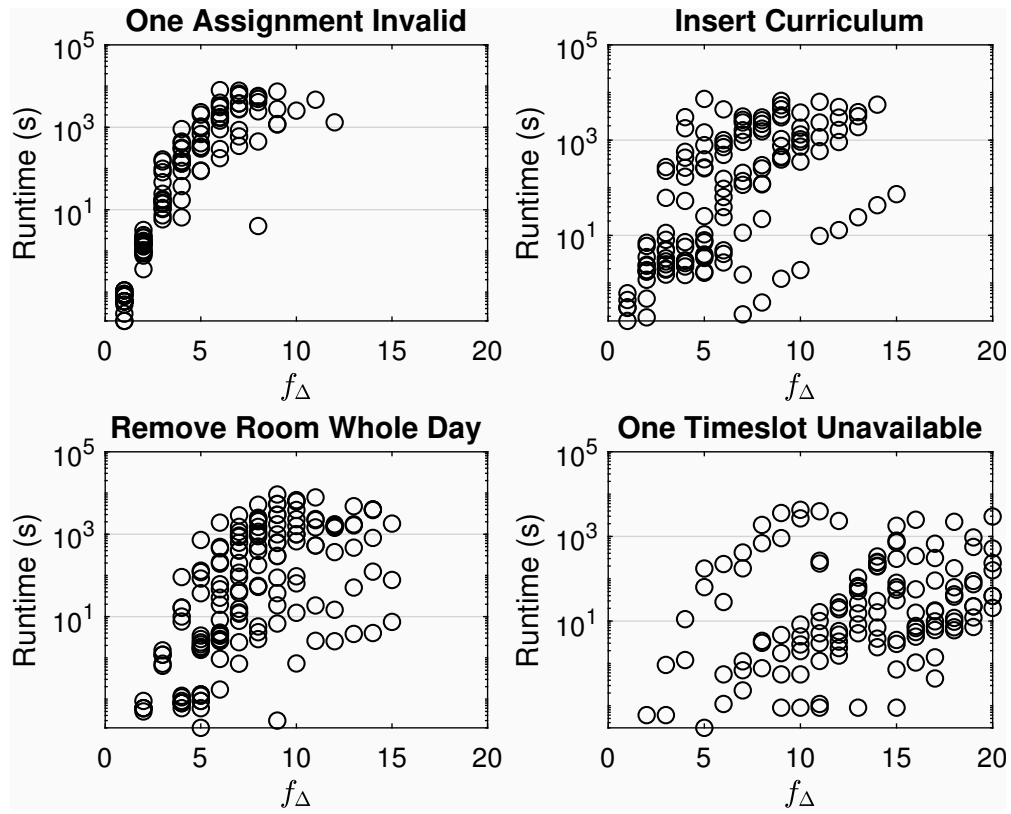 One Assignment Invalid
Runtime (s)
10^5
10^3
10^1
0 5 10 15 20
f_Δ
Insert Curriculum
Runtime (s)
10^5
10^3
10^1
0 5 10 15 20
f_Δ
Remove Room Whole Day
Runtime (s)
10^5
10^3
10^1
0 5 10 15 20
f_Δ
One Timeslot Unavailable
Runtime (s)
10^5
10^3
10^1
0 5 10 15 20
f_Δ